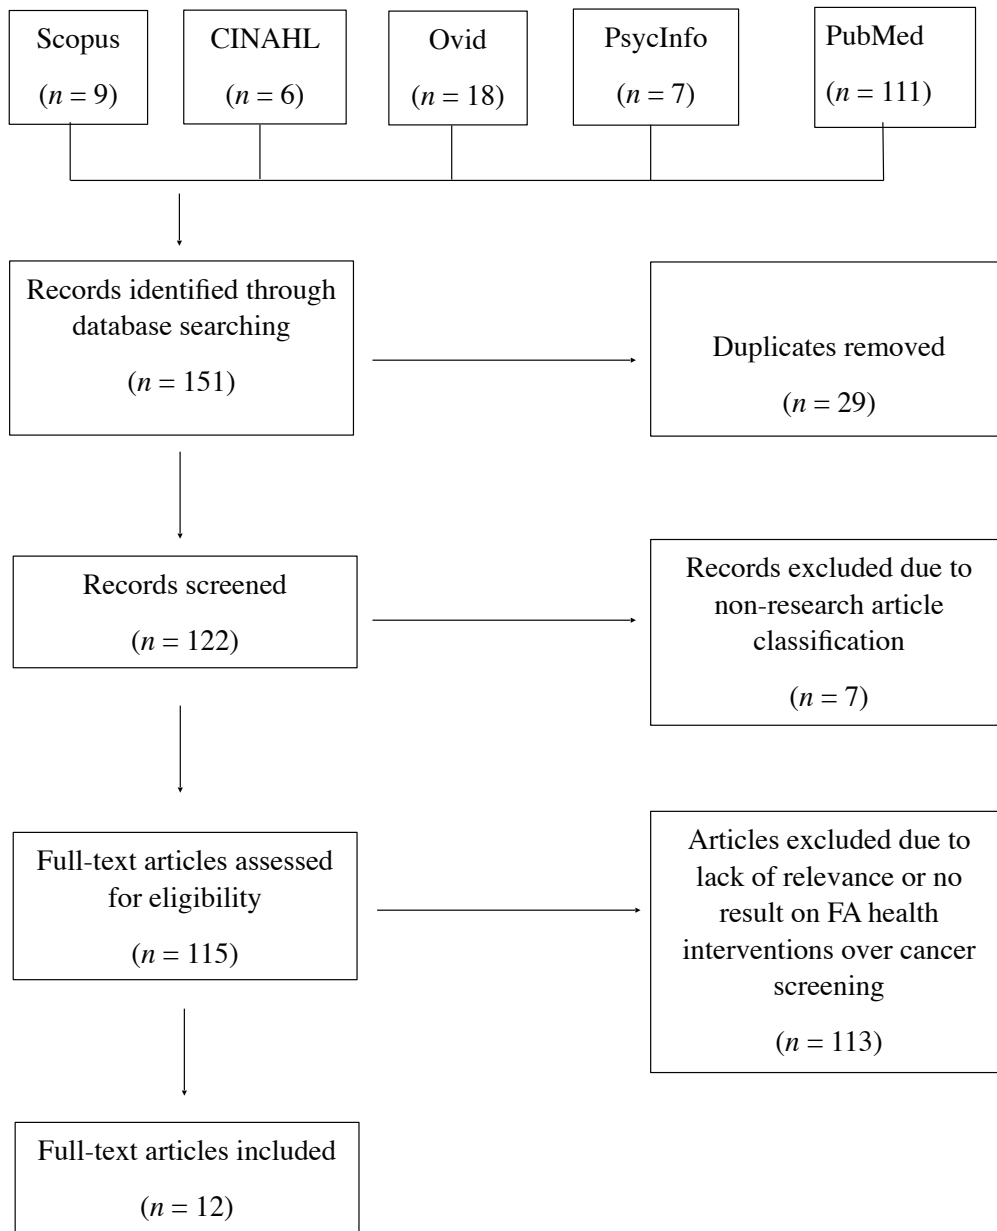 Scopus
(n = 9)
CINAHL
(n = 6)
Ovid
(n = 18)
PsycInfo
(n = 7)
PubMed
(n = 111)
Records identified through
database searching
(n = 151)
Duplicates removed
(n = 29)
Records screened
(n = 122)
Records excluded due to
non-research article
classification
(n = 7)
Full-text articles assessed
for eligibility
(n = 115)
Articles excluded due to
lack of relevance or no
result on FA health
interventions over cancer
screening
(n = 113)
Full-text articles included
(n = 12)